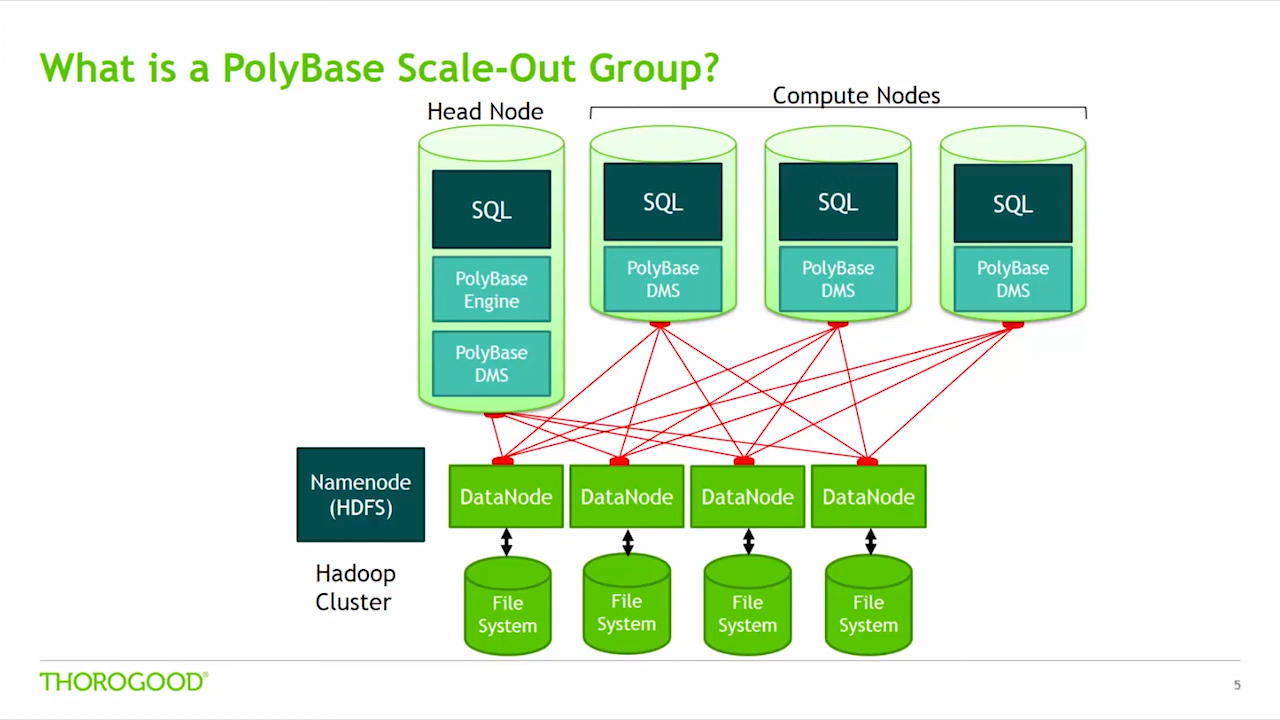 What is a PolyBase Scale-Out Group?
Head Node
Compute Nodes
SQL
PolyBase
Engine
PolyBase
DMS
SQL
PolyBase
DMS
SQL
PolyBase
DMS
SQL
PolyBase
DMS
Namenode
(HDFS)
Hadoop
Cluster
DataNode
DataNode
DataNode
DataNode
File
System
File
System
File
System
File
System
THOROGOOD®
5